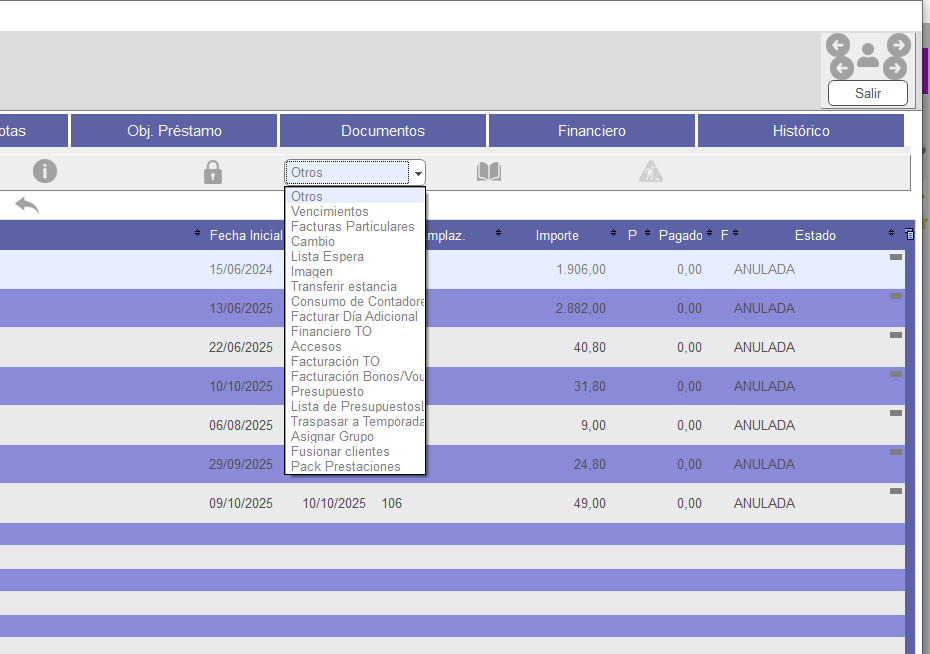 Salir
otas Obj. Préstamo Documentos Financiero Histórico
Otros
Otros
Vencimientos
Facturas Particulares
Cambio
Lista Espera
Imagen
Transferir estancia
Consumo de Contadore
Facturar Día Adicional
Financiero TO
Accesos
Facturación TO
Facturación Bonos/Vou
Presupuesto
Lista de Presupuestos
Traspasar a Temporada
Asignar Grupo
Fusionar clientes
Pack Prestaciones
Fecha Inicial mplaz. Importe P Pagado F Estado
15/06/2024 1.906,00 0,00 ANULADA
13/06/2025 2.882,00 0,00 ANULADA
22/06/2025 40,80 0,00 ANULADA
10/10/2025 31,80 0,00 ANULADA
06/08/2025 9,00 0,00 ANULADA
29/09/2025 24,80 0,00 ANULADA
09/10/2025 10/10/2025 106 49,00 0,00 ANULADA